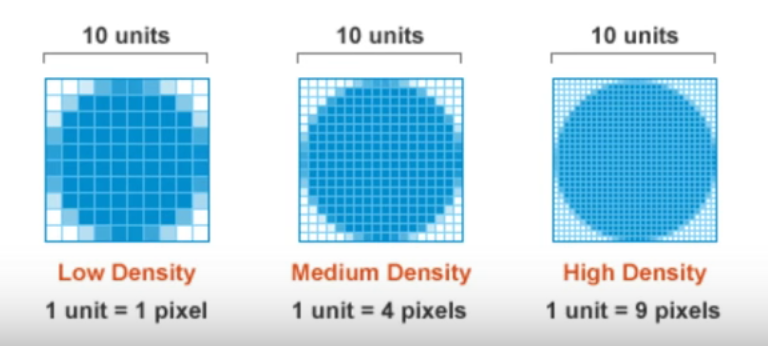 10 units
10 units
10 units
Low Density
Medium Density
High Density
1 unit = 1 pixel
1 unit = 4 pixels
1 unit = 9 pixels